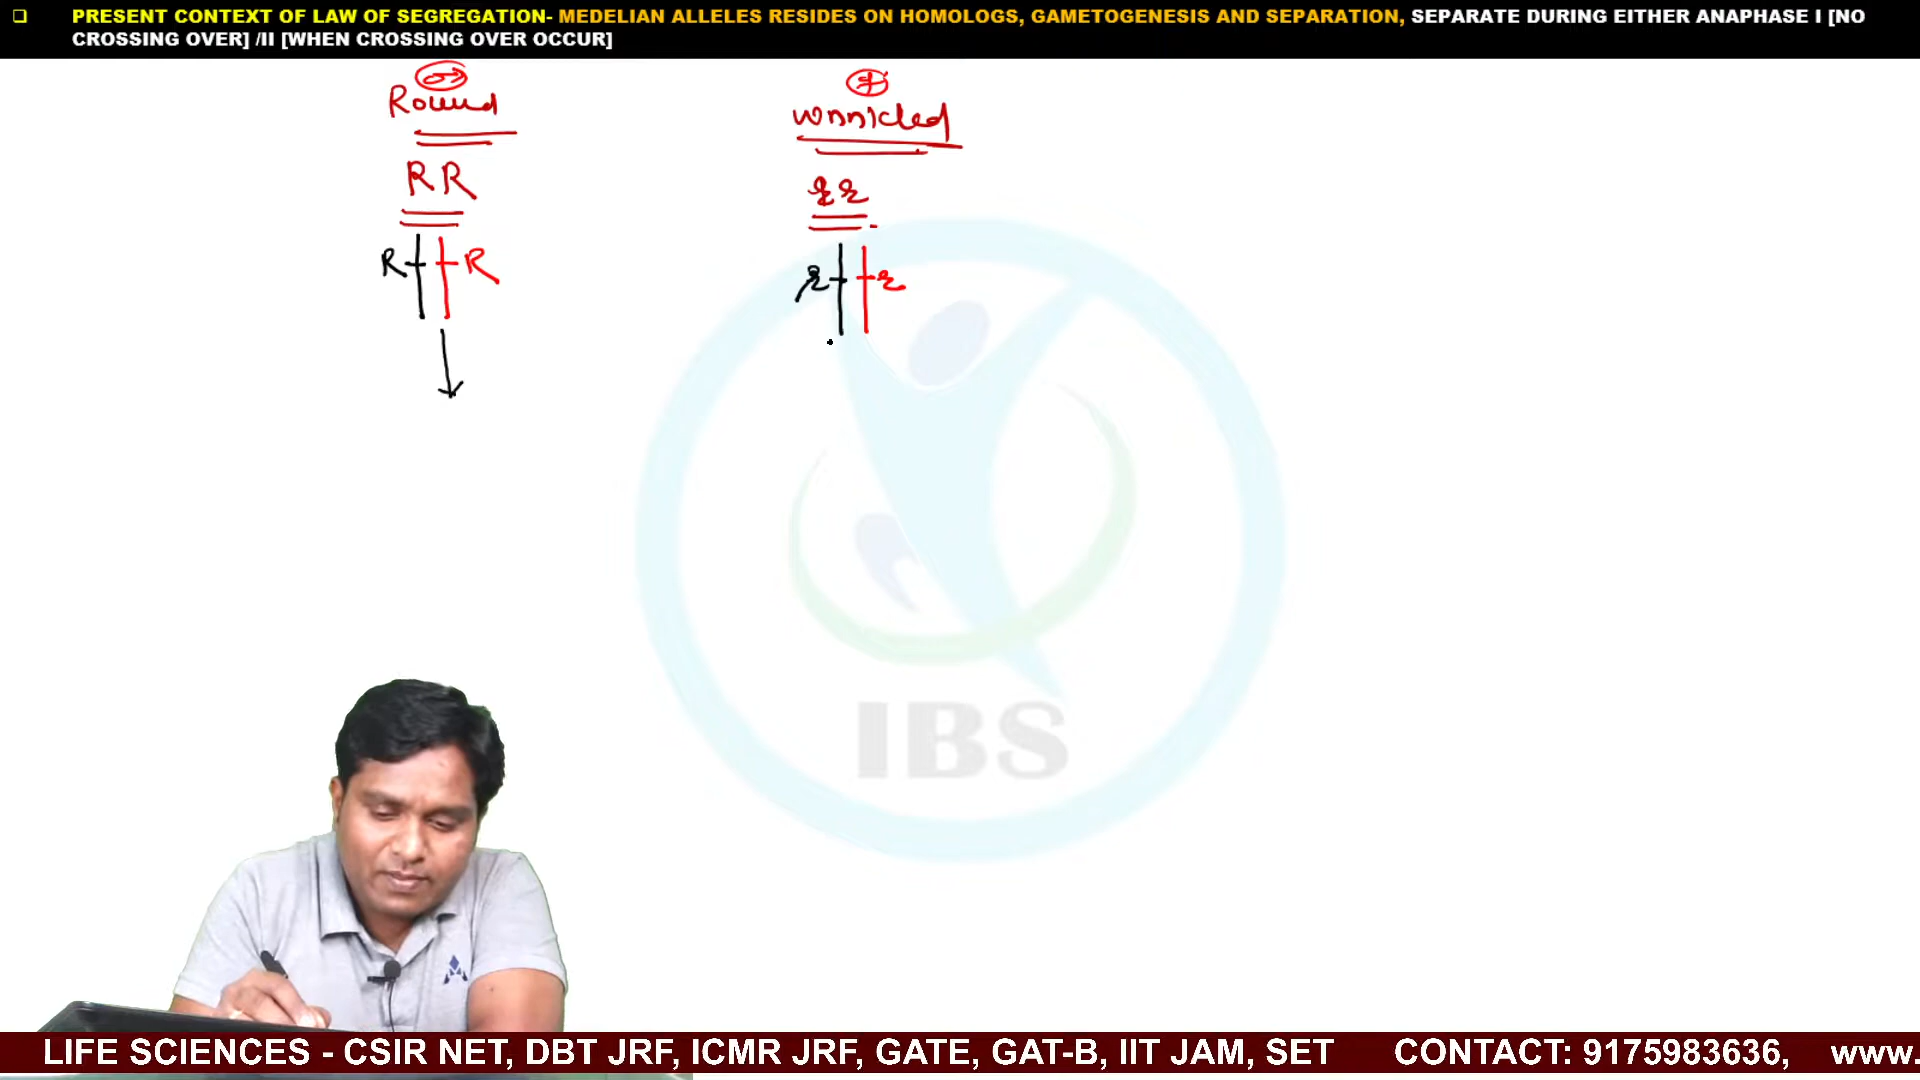 PRESENT CONTEXT OF LAW OF SEGREGATION- MEDELIAN ALLELES RESIDES ON HOMOLOGS, GAMETOGENESIS AND SEPARATION, SEPARATE DURING EITHER ANAPHASE I [NO
CROSSING OVER] /II [WHEN CROSSING OVER OCCUR]
Round
RR
R R
rr
r r
IBS
LIFE SCIENCES - CSIR NET, DBT JRF, ICMR JRF, GATE, GAT-B, IIT JAM, SET CONTACT: 9175983636, www.